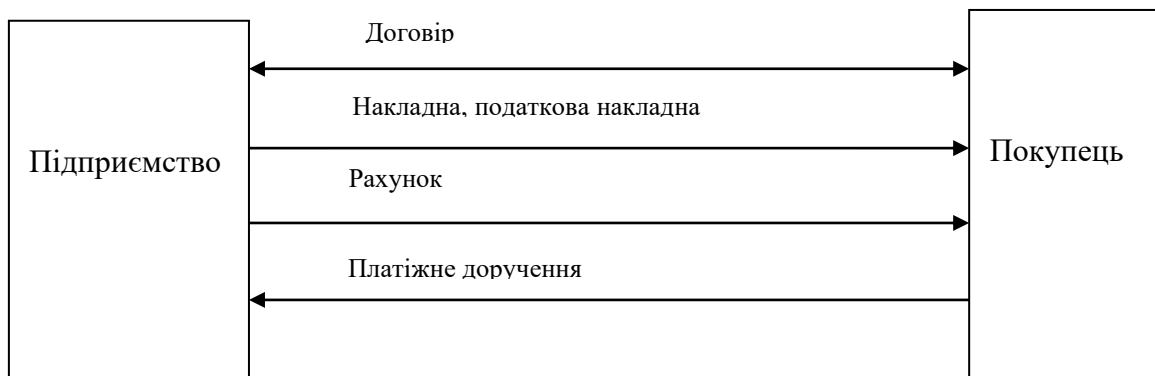 Договір
Накладна, податкова накладна
Підприємство
Покупець
Рахунок
Платіжне доручення